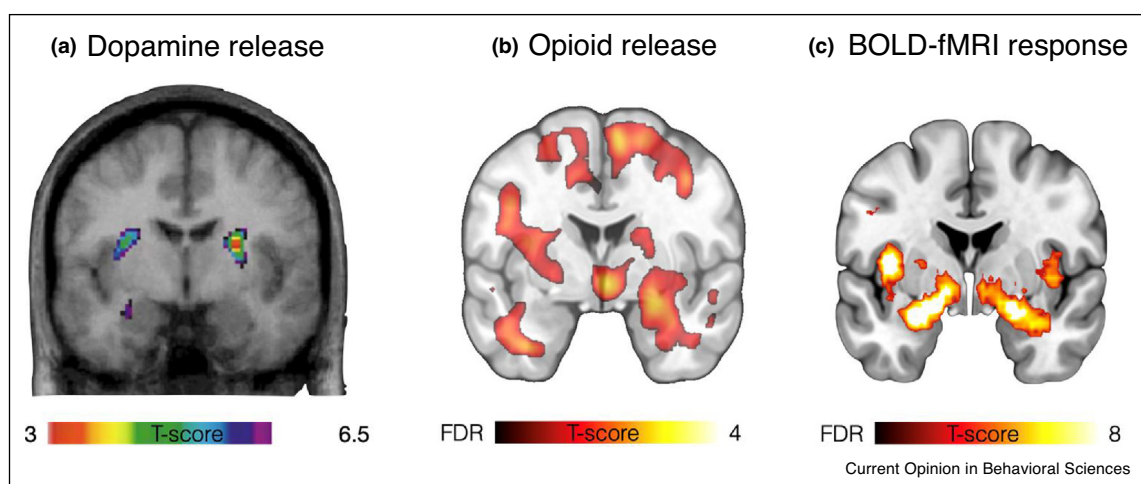 (a) Dopamine release
(b) Opioid release
(c) BOLD-fMRI response
3 T-score 6.5
FDR T-score 4
FDR T-score 8
Current Opinion in Behavioral Sciences